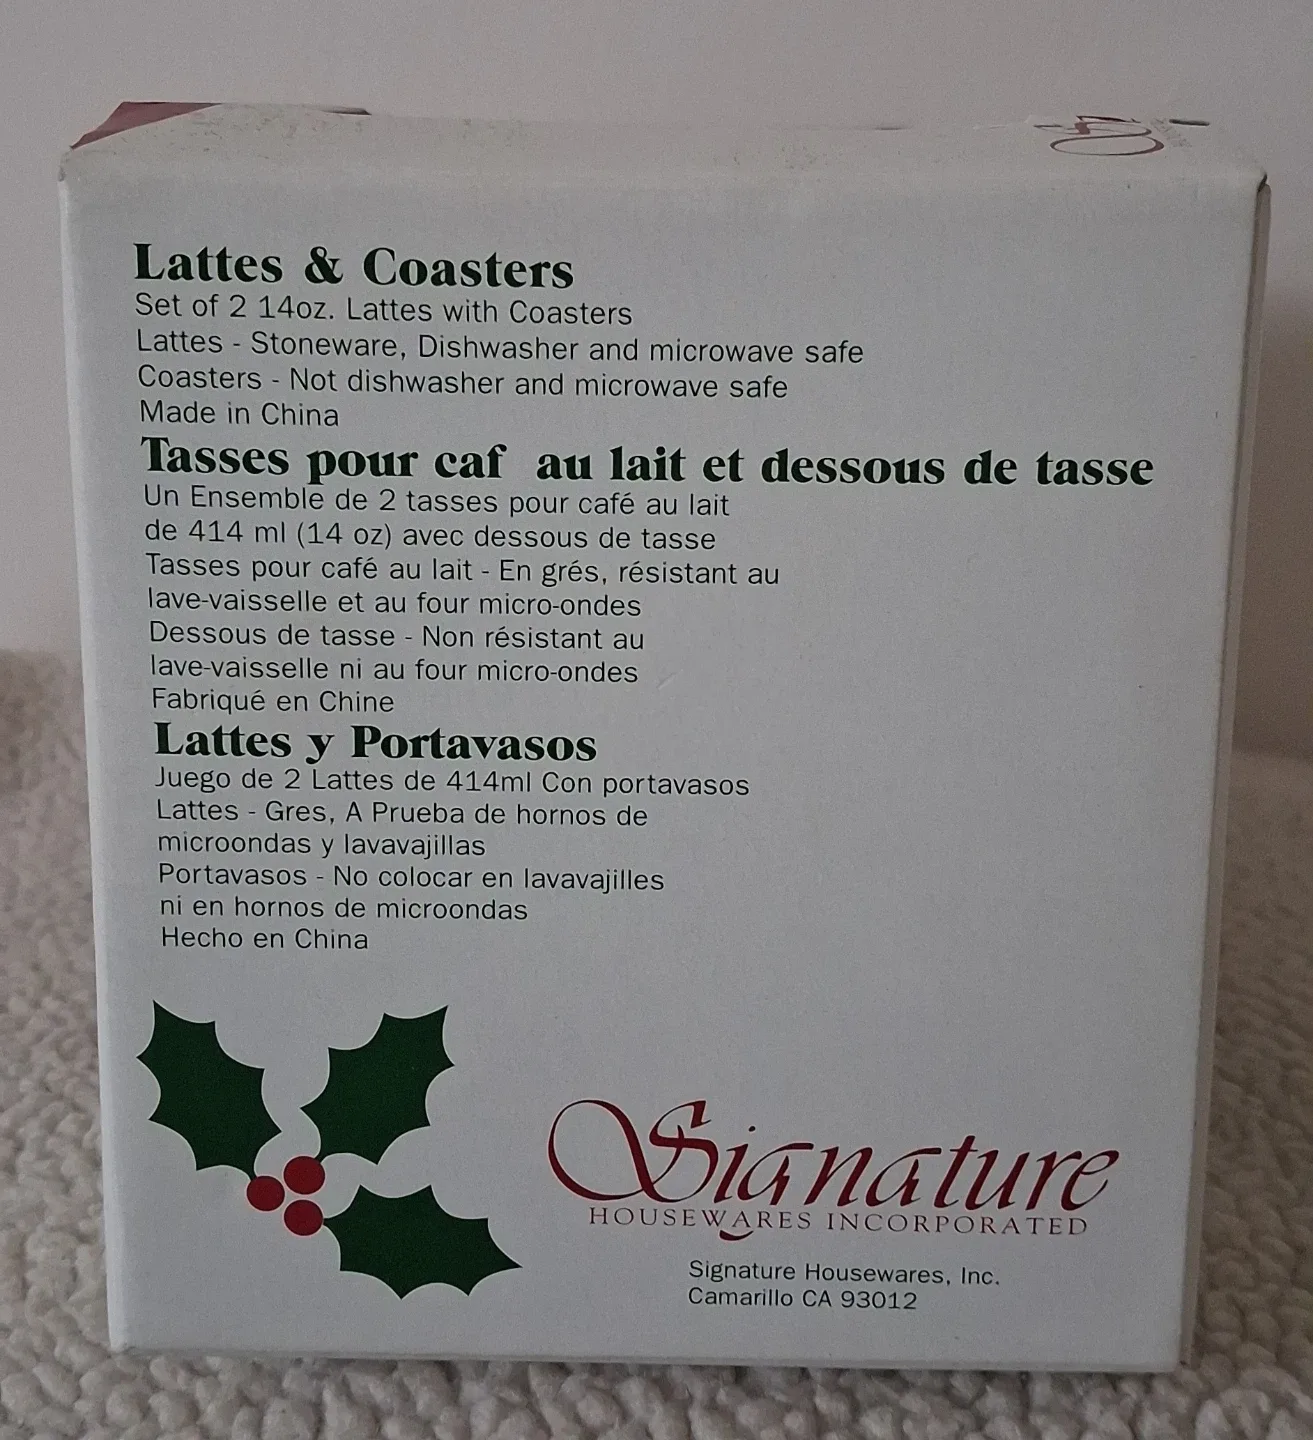 Lattes & Coasters
Set of 2 14oz. Lattes with Coasters
Lattes - Stoneware, Dishwasher and microwave safe
Coasters - Not dishwasher and microwave safe
Made in China
Tasses pour caf au lait et dessous de tasse
Un Ensemble de 2 tasses pour café au lait
de 414 ml (14 oz) avec dessous de tasse
Tasses pour café au lait - En grés, résistant au
lave-vaisselle et au four micro-ondes
Dessous de tasse - Non résistant au
lave-vaisselle ni au four micro-ondes
Fabriqué en Chine
Lattes y Portavasos
Juego de 2 Lattes de 414ml Con portavasos
Lattes - Gres, A Prueba de hornos de
microondas y lavavajillas
Portavasos - No colocar en lavavajilles
ni en hornos de microondas
Hecho en China
Signature
HOUSEWARES INCORPORATED
Signature Housewares, Inc.
Camarillo CA 93012